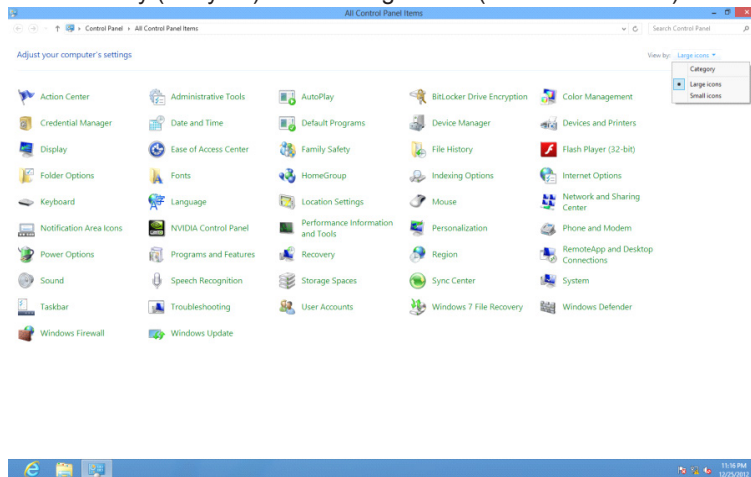 All Control Panel Items
Control Panel All Control Panel Items
Search Control Panel
Adjust your computer's settings
View by: Large icons
Category
Large icons
Small icons
Action Center Administrative Tools AutoPlay BitLocker Drive Encryption Color Management
Credential Manager Date and Time Default Programs Device Manager Devices and Printers
Display Ease of Access Center Family Safety File History Flash Player (32-bit)
Folder Options Fonts HomeGroup Indexing Options Internet Options
Keyboard Language Location Settings Mouse Network and Sharing Center
Notification Area Icons NVIDIA Control Panel Performance Information and Tools Personalization Phone and Modem
Power Options Programs and Features Recovery Region RemoteApp and Desktop Connections
Sound Speech Recognition Storage Spaces Sync Center System
Taskbar Troubleshooting User Accounts Windows 7 File Recovery Windows Defender
Windows Firewall Windows Update
11:16 PM
12/25/2012